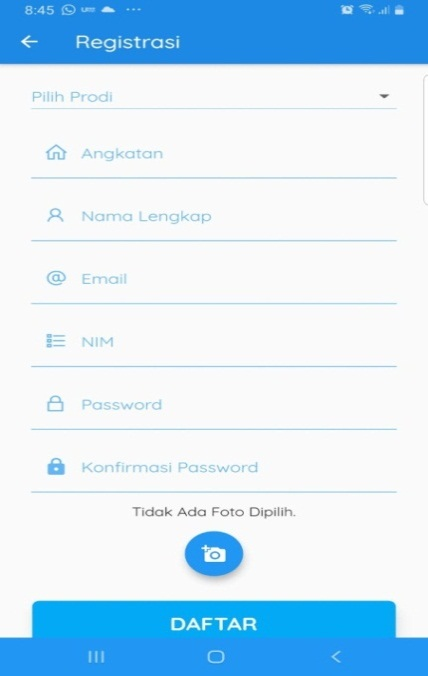 8:45
Registrasi
Pilih Prodi
Angkatan
Nama Lengkap
@ Email
NIM
Password
Konfirmasi Password
Tidak Ada Foto Dipilih.
DAFTAR